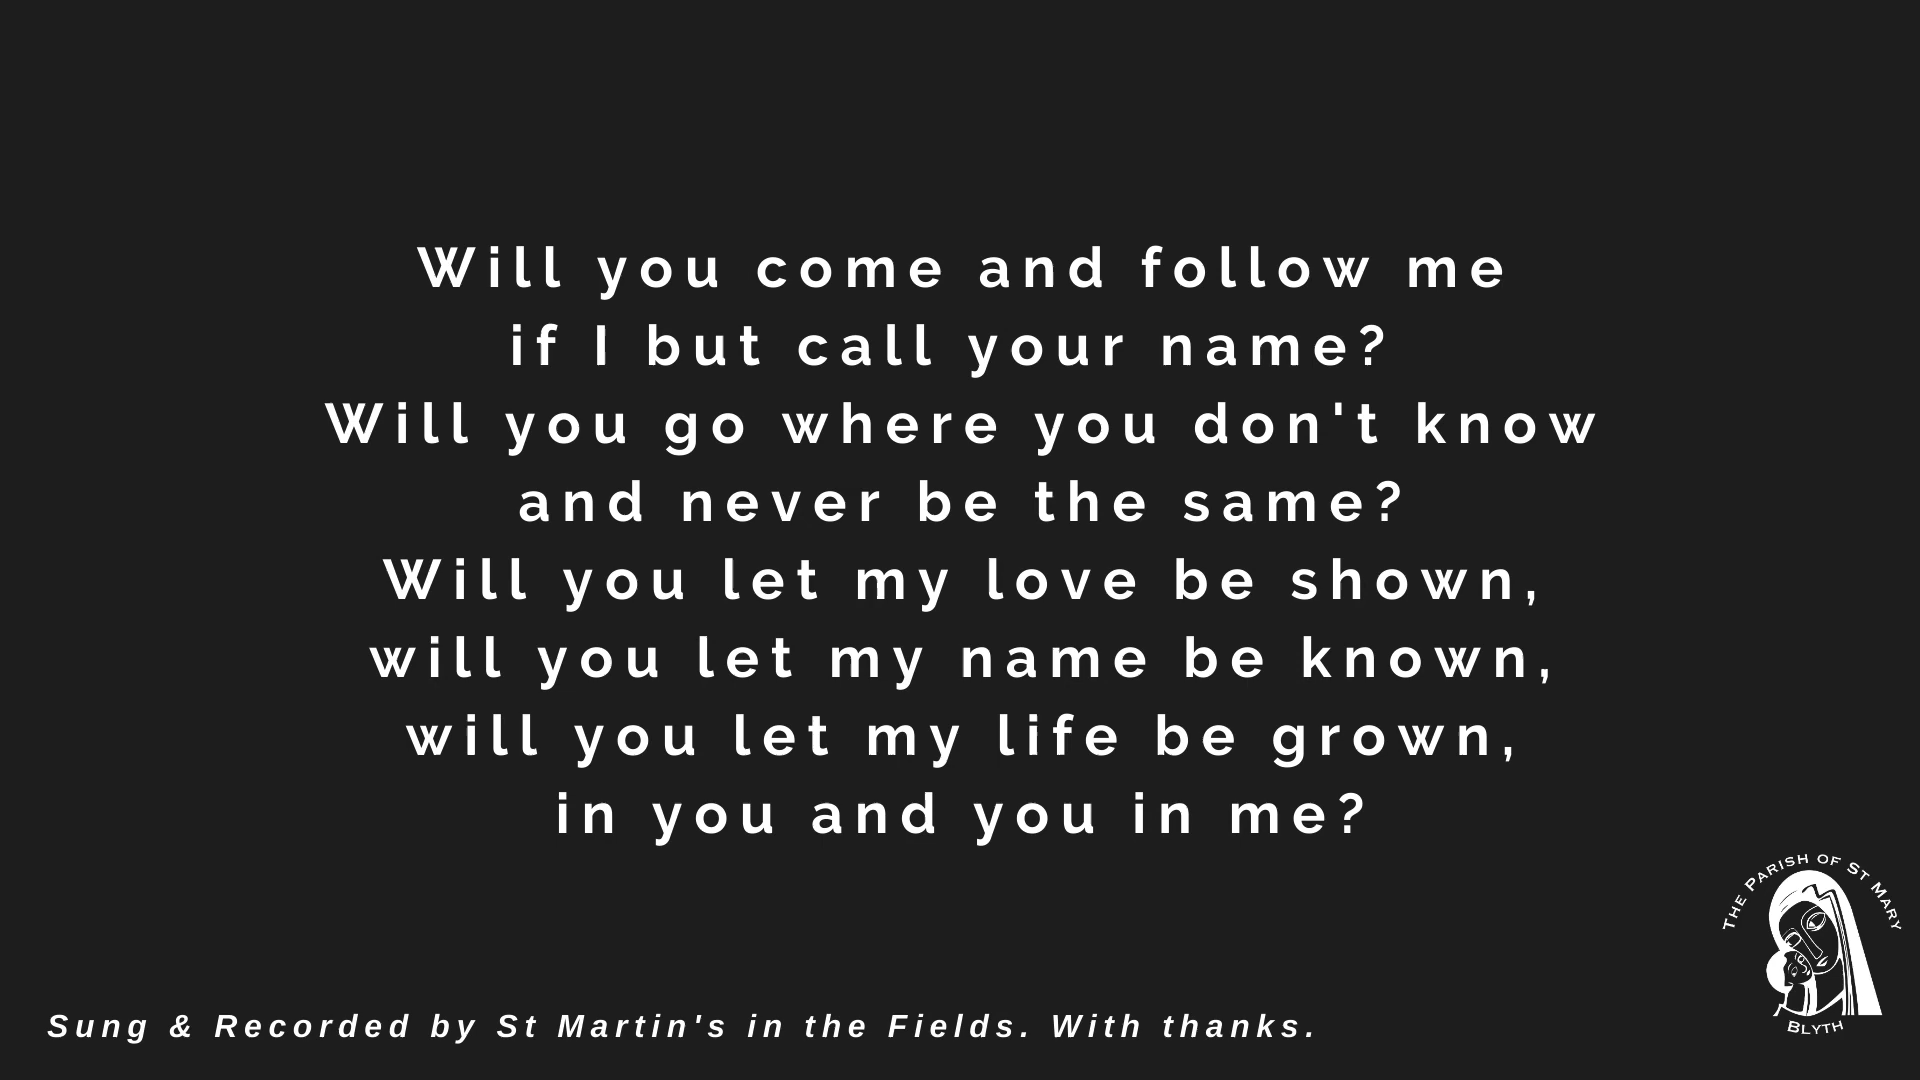 Will you come and follow me
if I but call your name?
Will you go where you don't know
and never be the same?
Will you let my love be shown,
will you let my name be known,
will you let my life be grown,
in you and you in me?
THE PARISH OF ST MARY
BLYTH
Sung & Recorded by St Martin's in the Fields. With thanks.